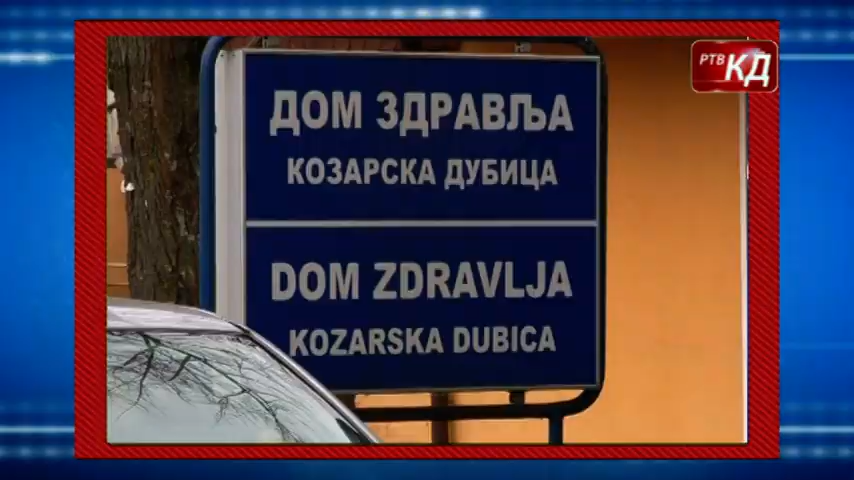 РТВ КД
ДОМ ЗДРАВЉА
КОЗАРСКА ДУБИЦА
DOM ZDRAVLJA
KOZARSKA DUBICA